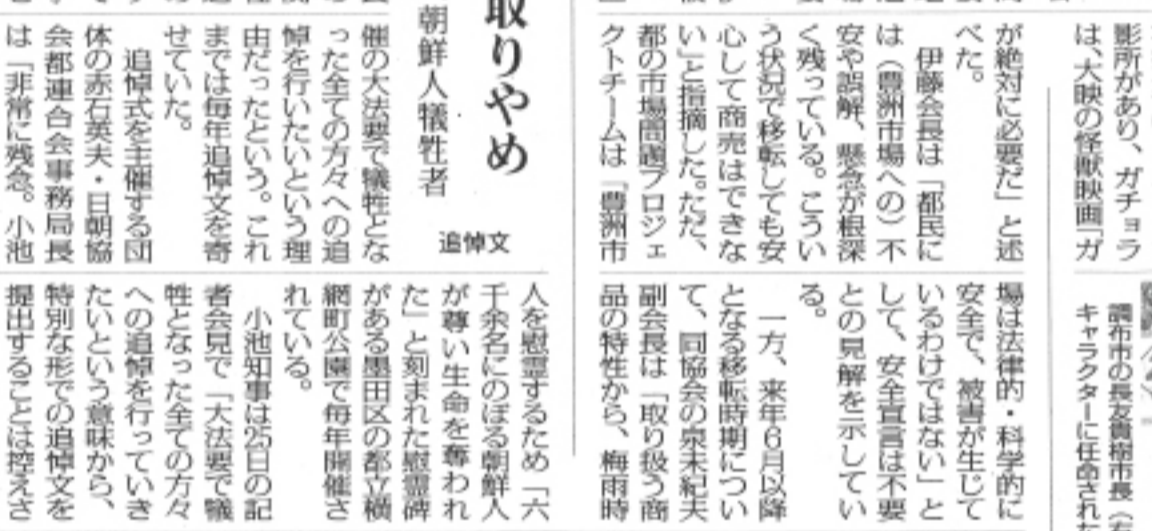 影所があり、ガチョラ
は、大映の怪獣映画「ガ
調布市の長友貴樹市長（
キャラクターに任命された
が絶対に必要だ」と述
べた。
伊藤会長は「都民に
は（豊洲市場への）不
安や誤解、懸念が根深
く残っている。こうい
う状況で移転しても安
心して商売はできな
い」と指摘した。ただ、
都の市場問題プロジェ
クトチームは「豊洲市
場は法律的・科学的に
安全で、被害が生じて
いるわけではない」と
して、安全宣言は不要
との見解を示してい
る。
一方、来年6月以降
となる移転時期につい
て、同協会の泉未紀夫
副会長は「取り扱う商
品の特性から、梅雨時
取りやめ
朝鮮人犠牲者
追悼文
催の大法要で犠牲とな
った全ての方々への追
悼を行いたいという理
由だったという。これ
までは毎年追悼文を寄
せていた。
追悼式を主催する団
体の赤石英夫・日朝協
会都連合会事務局長
は「非常に残念。小池
人を慰霊するため「六
千余名にのぼる朝鮮人
が尊い生命を奪われ
た」と刻まれた慰霊碑
がある墨田区の都立横
網町公園で毎年開催さ
れている。
小池知事は25日の記
者会見で「大法要で犠
牲となった全ての方々
への追悼を行っていき
たいという意味から、
特別な形での追悼文を
提出することは控えさ